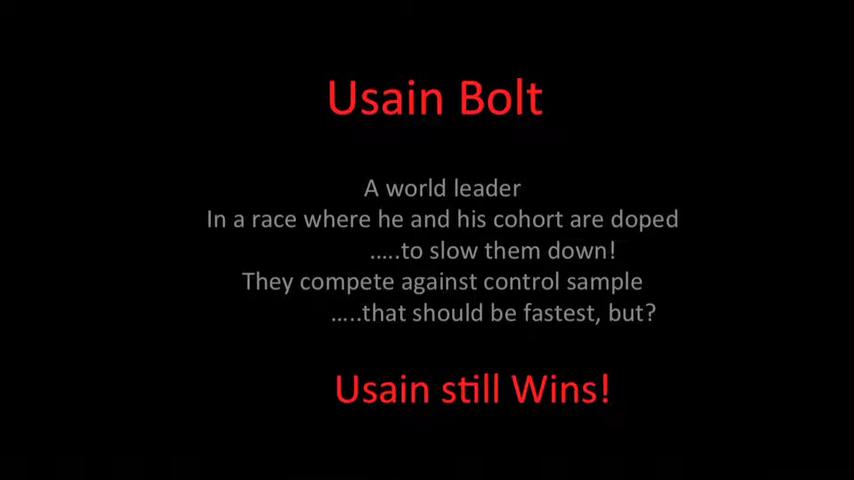 Usain Bolt
A world leader
In a race where he and his cohort are doped
.....to slow them down!
They compete against control sample
.....that should be fastest, but?
Usain still Wins!